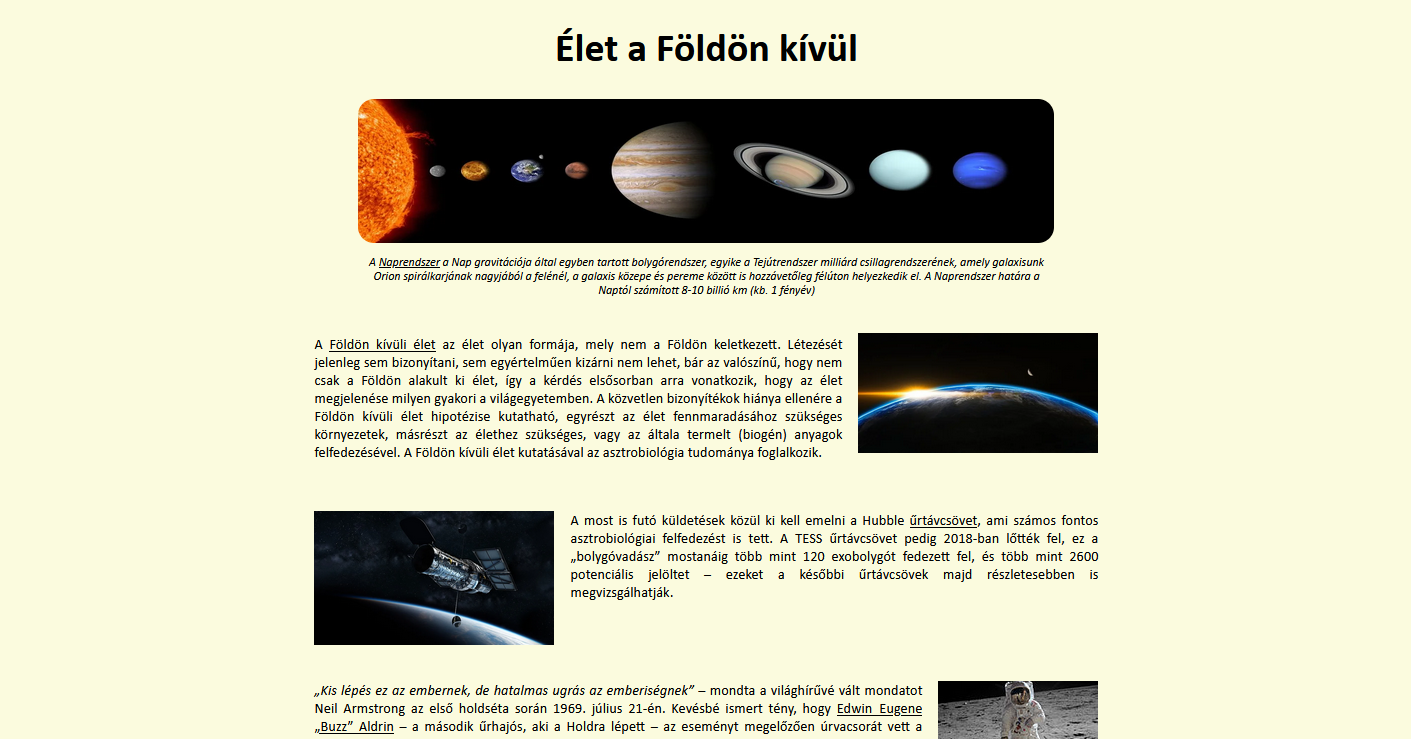 Élet a Földön kívül
A Naprendszer a Nap gravitációja által egyben tartott bolygórendszer, egyike a Tejútrendszer milliárd csillagrendszerének, amely galaxisunk
Orion spirálkarjának nagyjából a felénél, a galaxis közepe és pereme között is hozzávetőleg félúton helyezkedik el. A Naprendszer határa a
Naptól számított 8-10 billió km (kb. 1 fényév)
A Földön kívüli élet az élet olyan formája, mely nem a Földön keletkezett. Létezését
jelenleg sem bizonyítani, sem egyértelműen kizárni nem lehet, bár az valószínű, hogy nem
csak a Földön alakult ki élet, így a kérdés elsősorban arra vonatkozik, hogy az élet
megjelenése milyen gyakori a világegyetemben. A közvetlen bizonyítékok hiánya ellenére a
Földön kívüli élet hipotézise kutatható, egyrészt az élet fennmaradásához szükséges
környezetek, másrészt az élethez szükséges, vagy az általa termelt (biogén) anyagok
felfedezésével. A Földön kívüli élet kutatásával az asztrobiológia tudománya foglalkozik.
A most is futó küldetések közül ki kell emelni a Hubble űrtávcsövet, ami számos fontos
asztrobiológiai felfedezést is tett. A TESS űrtávcsövet pedig 2018-ban lőtték fel, ez a
„bolygóvadász” mostanáig több mint 120 exobolygót fedezett fel, és több mint 2600
potenciális jelöltet – ezeket a későbbi űrtávcsövek majd részletesebben is
megvizsgálhatják.
„Kis lépés ez az embernek, de hatalmas ugrás az emberiségnek” – mondta a világhírűvé vált mondatot
Neil Armstrong az első holdséta során 1969. július 21-én. Kevésbé ismert tény, hogy Edwin Eugene
„Buzz” Aldrin – a második űrhajós, aki a Holdra lépett – az eseményt megelőzően úrvacsorát vett a